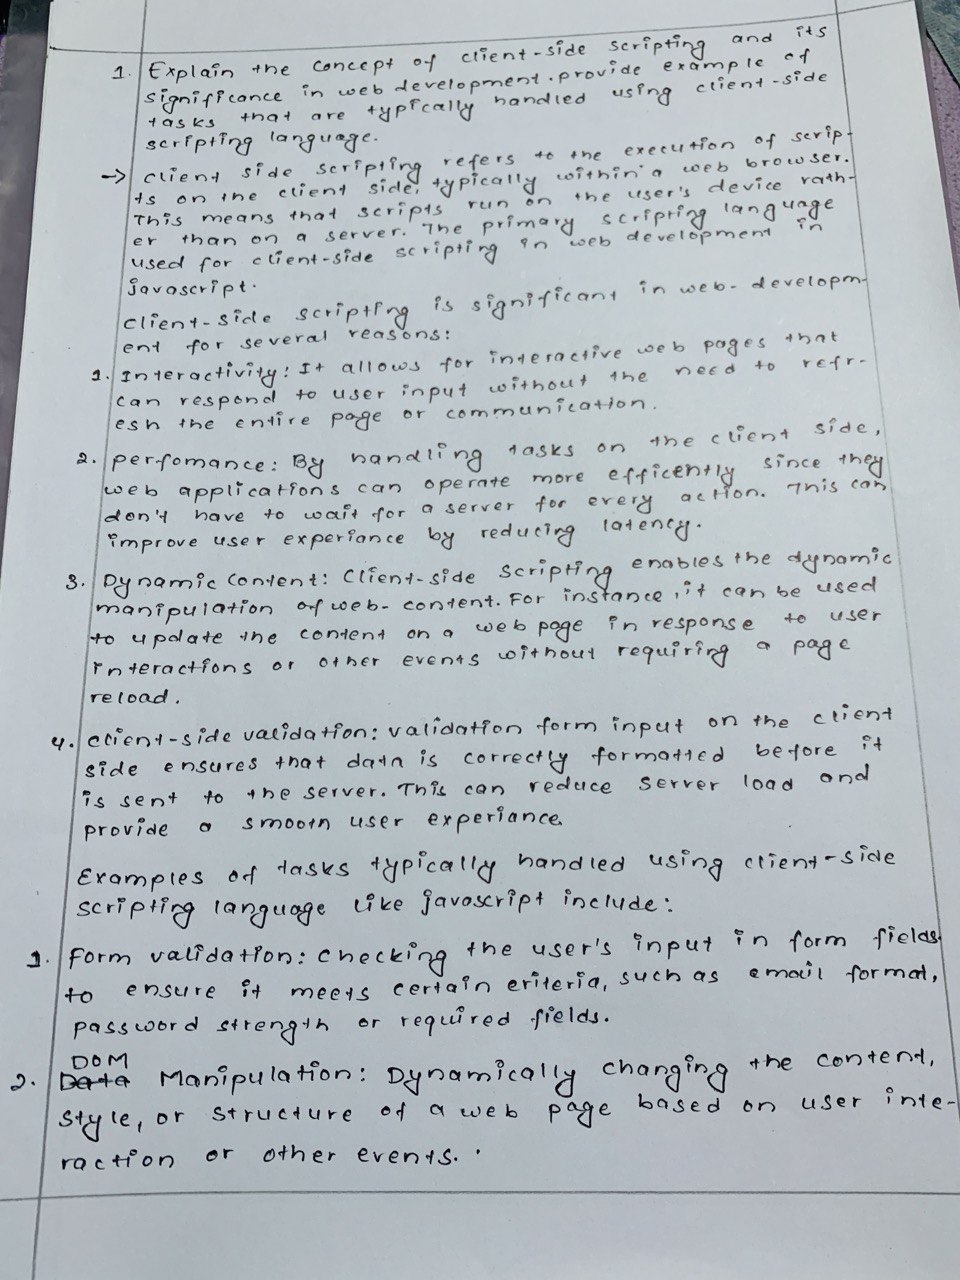 1. Explain the concept of client-side scripting and its
significance in web development. provide example of
tasks that are typically handled using client-side
scripting language.
→ client side scripting refers to the execution of scrip-
ts on the client side, typically within a web browser.
This means that scripts run on the user's device rath-
er than on a server. The primary scripting language
used for client-side scripting in web development in
javascript.
client-side scripting is significant in web-developm-
ent for several reasons:
1. Interactivity: It allows for interactive web pages that
can respond to user input without the need to refr-
esh the entire page or communication.
2. perfomance: By handling tasks on the client side,
web applications can operate more efficently since they
don't have to wait for a server for every action. This can
improve user experiance by reducing latency.
3. Dynamic Content: Client-side Scripting enables the dynamic
manipulation of web-content. For instance, it can be used
to update the content on a web page in response to user
interactions or other events without requiring a page
reload.
4. client-side validation: validation form input on the client
side ensures that data is correctly formatted before it
is sent to the server. This can reduce server load and
provide a smooth user experiance
Examples of tasks typically handled using client-side
scripting language like javascript include:
1. Form validation: checking the user's input in form fields
to ensure it meets certain criteria, such as email format,
password strength or required fields.
DOM
2. Data Manipulation: Dynamically changing the content,
style, or structure of a web page based on user inte-
raction or other events.